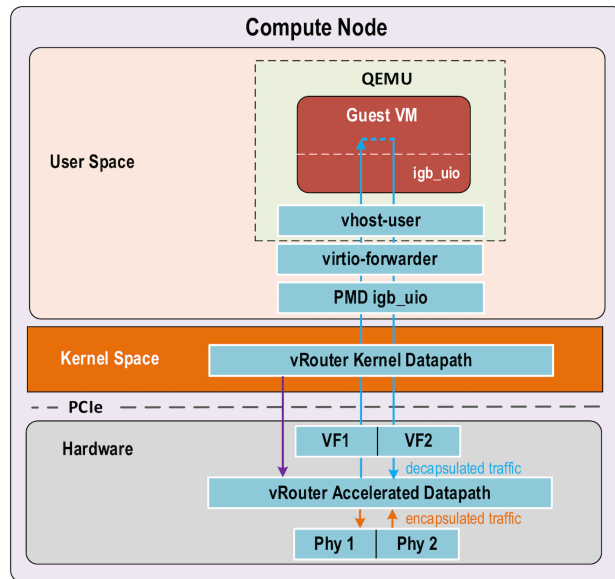 Compute Node
QEMU
Guest VM
User Space
igb_uio
vhost-user
virtio-forwarder
PMD igb_uio
Kernel Space
vRouter Kernel Datapath
PCIe
Hardware
VF1
VF2
decapsulated traffic
vRouter Accelerated Datapath
encapsulated traffic
Phy 1
Phy 2